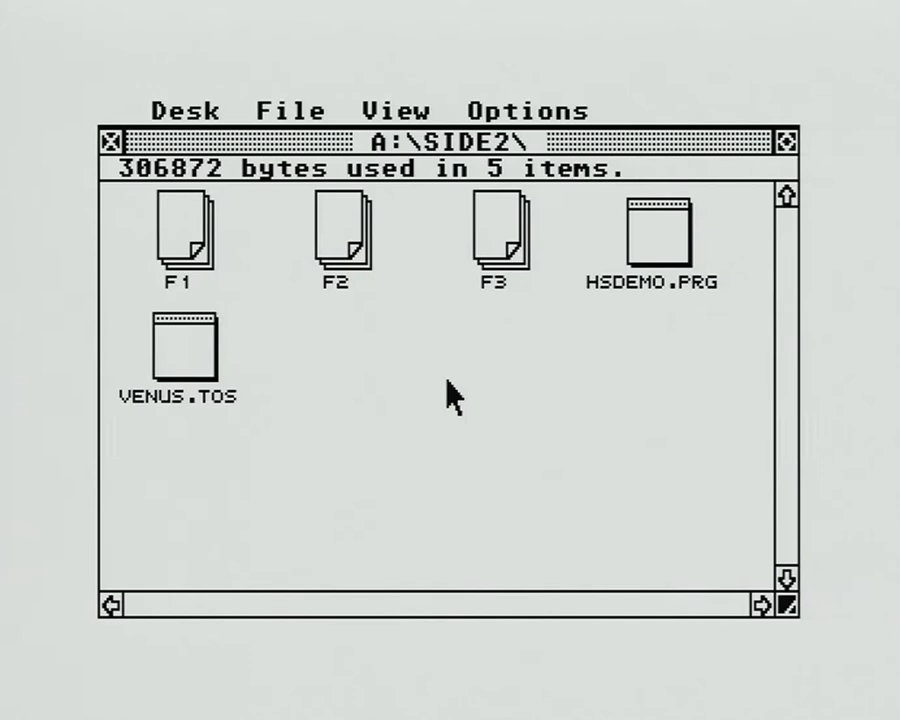 Desk File View Options
A:\SIDE2\
306872 bytes used in 5 items.
F1 F2 F3 HSDEMO.PRG
VENUS.TOS